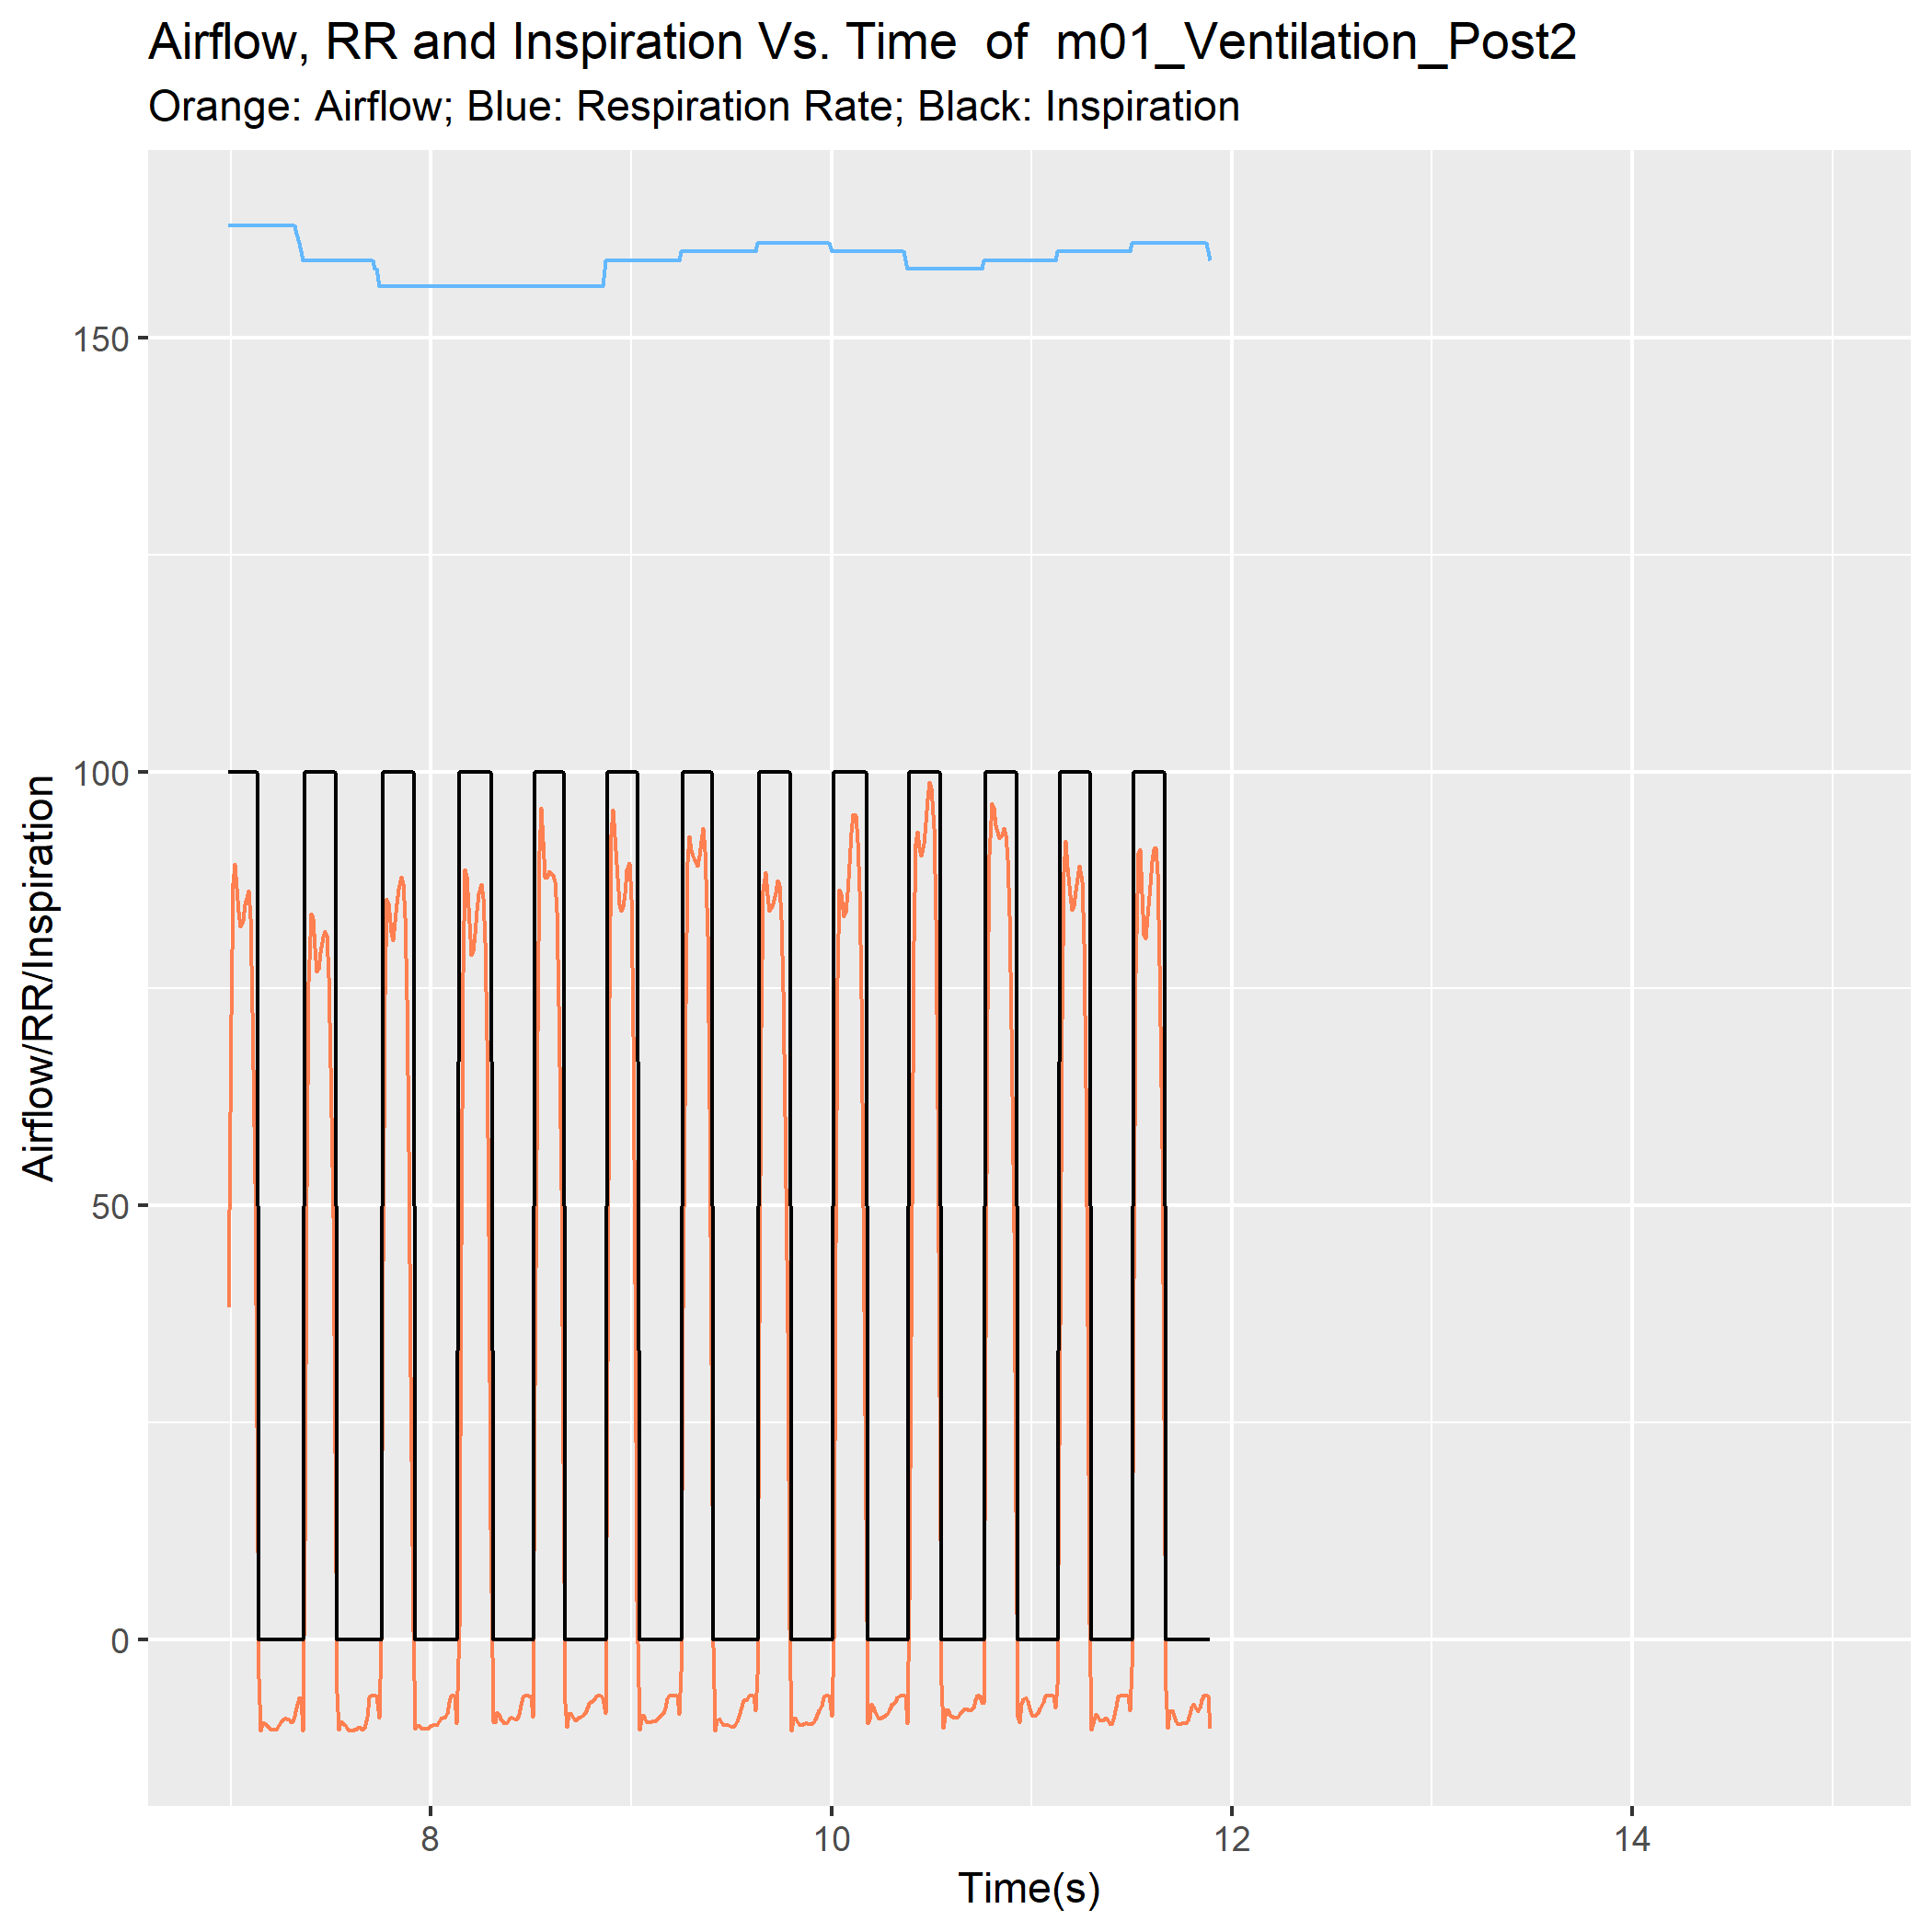 Airflow, RR and Inspiration Vs. Time  of  m01_Ventilation_Post2
Orange: Airflow; Blue: Respiration Rate; Black: Inspiration
150
100
50
0
Airflow/RR/Inspiration
8 10 12 14
Time(s)